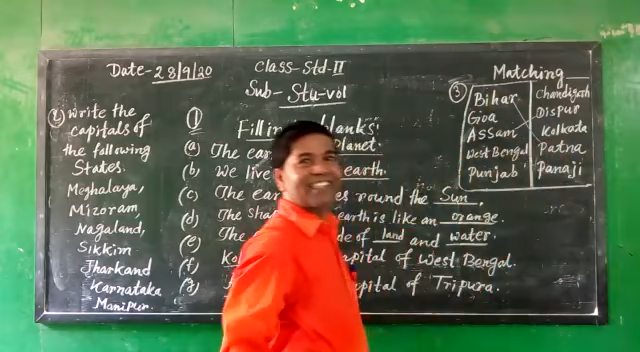 Date-28/9/20
Class-Std-II
Sub-Stu-vol
2) Write the
capitals of
the following
States.
Meghalaya,
Mizoram,
Nagaland,
Sikkim
Jharkand
Karnataka
Manipur.
1
Fillin blanks
(a) The ear Planet.
(b) We live earth.
(c) The ear es round the Sun.
(d) The Sha earth is like an orange.
(e) The de of land and water.
(f) Ko pital of West Bengal.
(g) pital of Tripura.
Matching
3
Bihar Chandigarh
Goa Dispur
Assam Kolkata
West Bengal Patna
Punjab Panaji